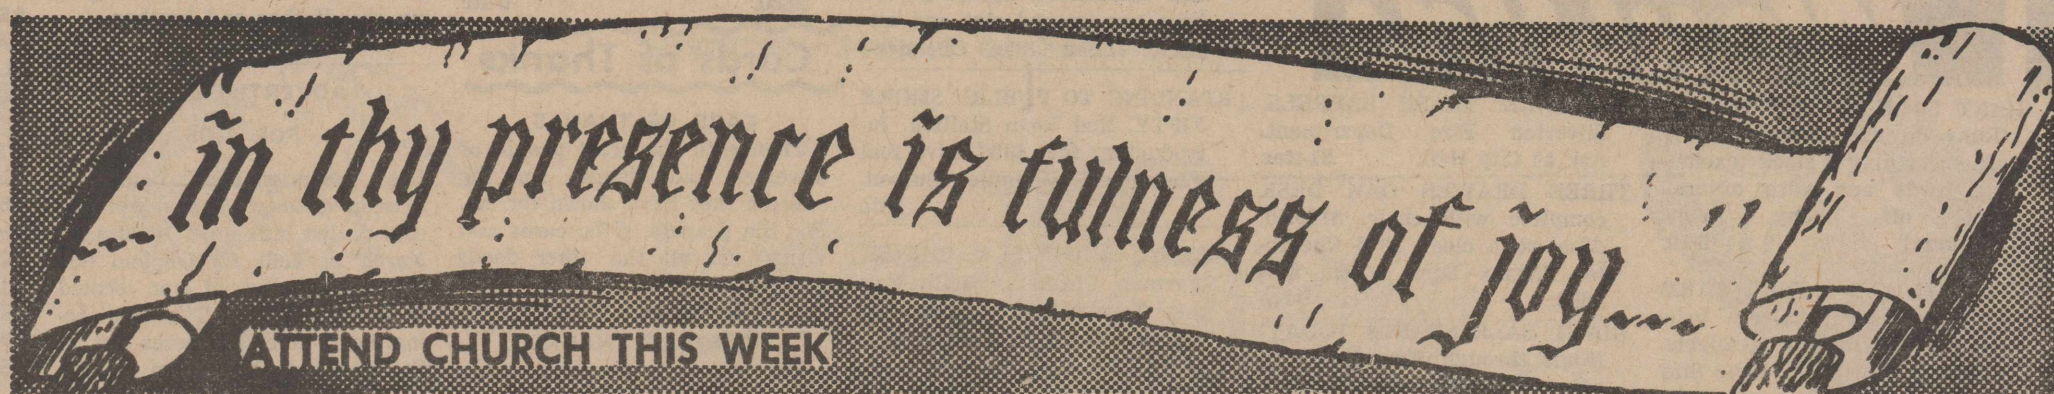 ...in thy presence is fulness of joy..."
ATTEND CHURCH THIS WEEK